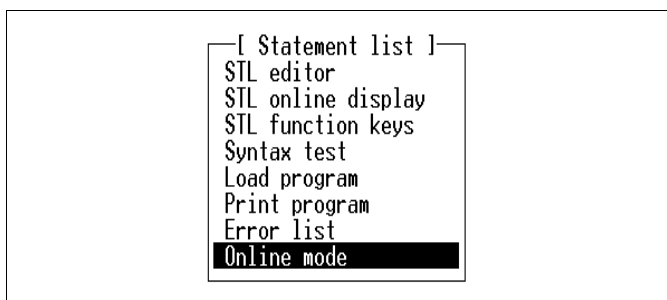 [ Statement list ]
STL editor
STL online display
STL function keys
Syntax test
Load program
Print program
Error list
Online mode